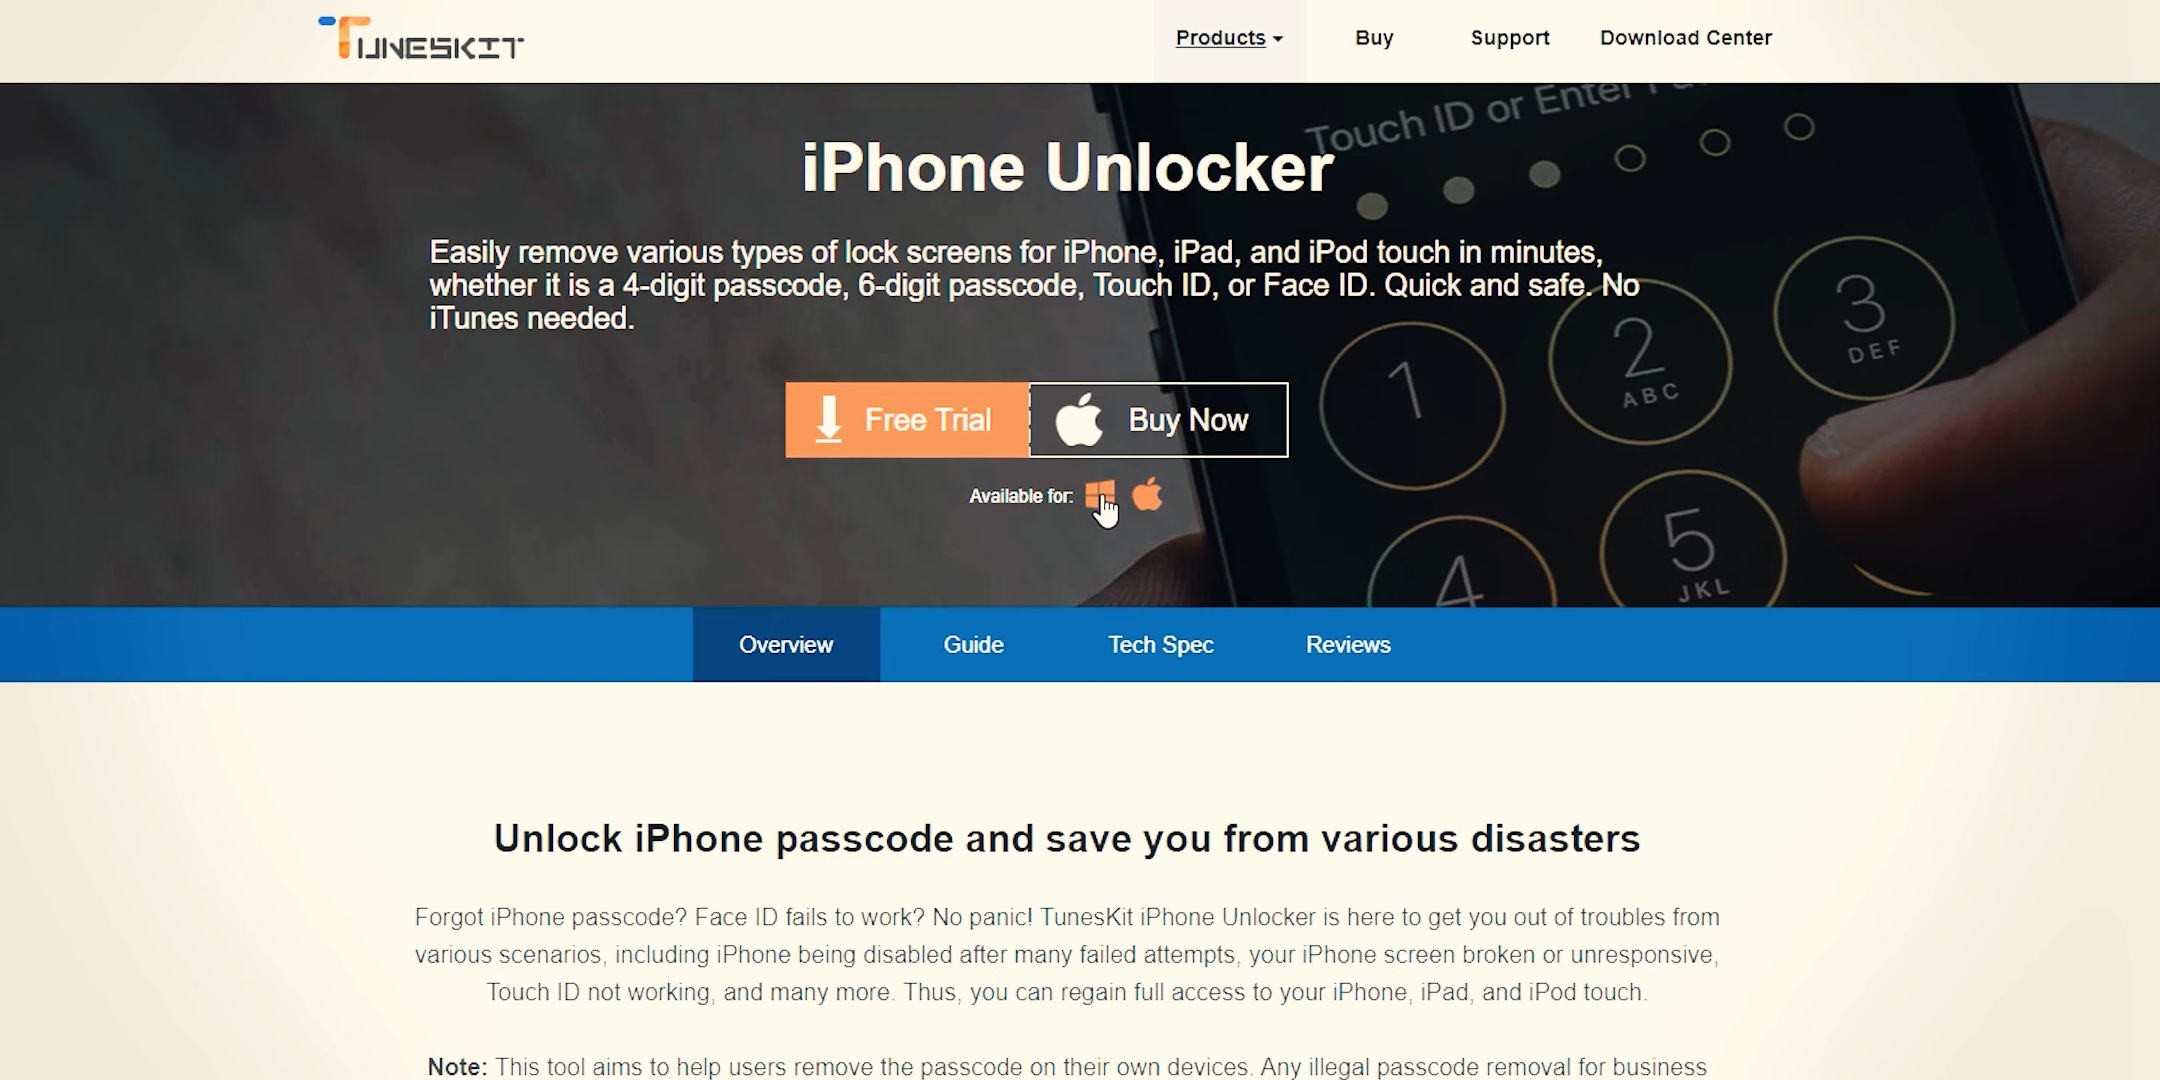 TUNESKIT
Products Buy Support Download Center
Touch ID or Enter
iPhone Unlocker
Easily remove various types of lock screens for iPhone, iPad, and iPod touch in minutes,
whether it is a 4-digit passcode, 6-digit passcode, Touch ID, or Face ID. Quick and safe. No
iTunes needed.
1
2
ABC
3
DEF
Free Trial Buy Now
Available for:
4
5
JKL
Overview Guide Tech Spec Reviews
Unlock iPhone passcode and save you from various disasters
Forgot iPhone passcode? Face ID fails to work? No panic! TunesKit iPhone Unlocker is here to get you out of troubles from
various scenarios, including iPhone being disabled after many failed attempts, your iPhone screen broken or unresponsive,
Touch ID not working, and many more. Thus, you can regain full access to your iPhone, iPad, and iPod touch.
Note: This tool aims to help users remove the passcode on their own devices. Any illegal passcode removal for business